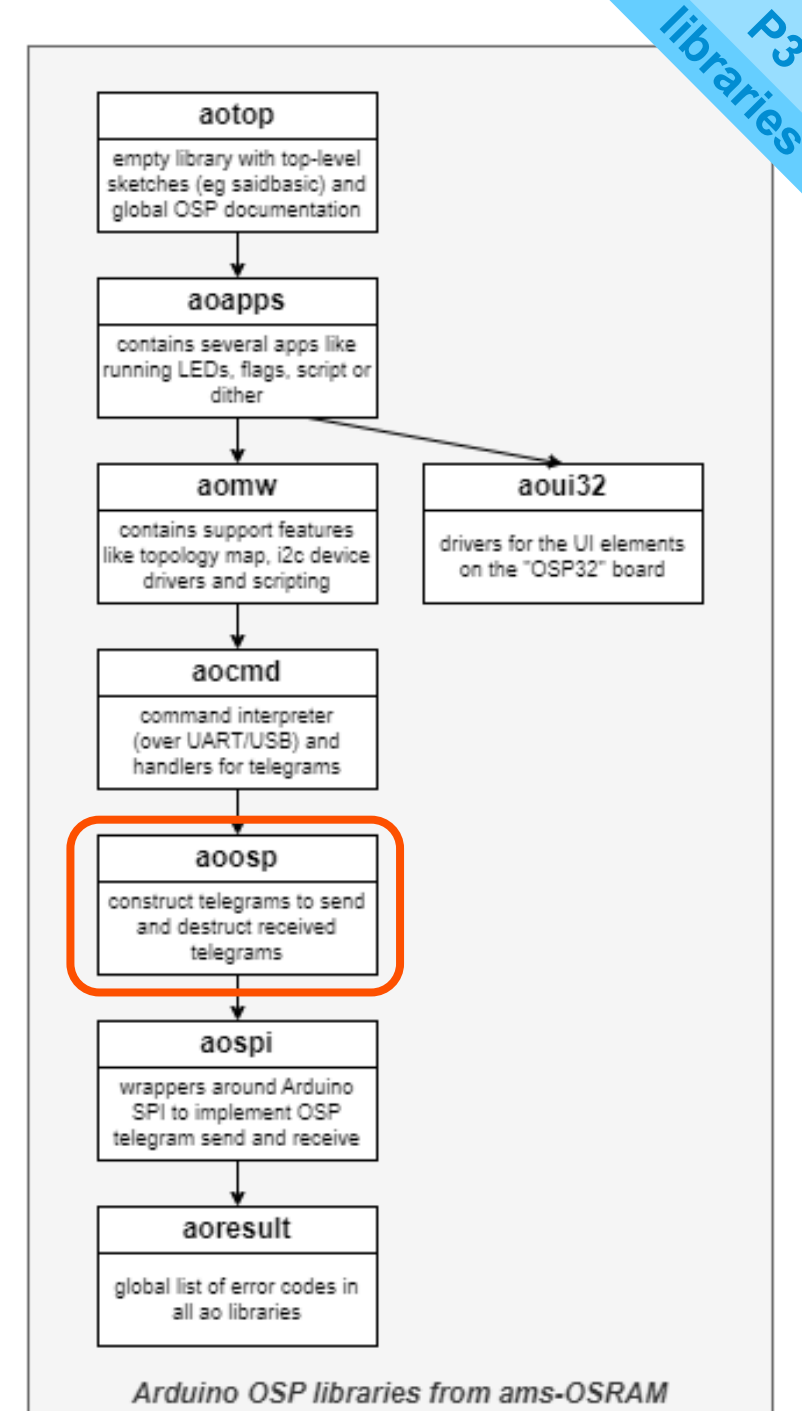 P3
libraries
aotop
empty library with top-level
sketches (eg saidbasic) and
global OSP documentation
aoapps
contains several apps like
running LEDs, flags, script or
dither
aomw
contains support features
like topology map, i2c device
drivers and scripting
aoui32
drivers for the UI elements
on the "OSP32" board
aocmd
command interpreter
(over UART/USB) and
handlers for telegrams
aoosp
construct telegrams to send
and destruct received
telegrams
aospi
wrappers around Arduino
SPI to implement OSP
telegram send and receive
aoresult
global list of error codes in
all ao libraries
Arduino OSP libraries from ams-OSRAM